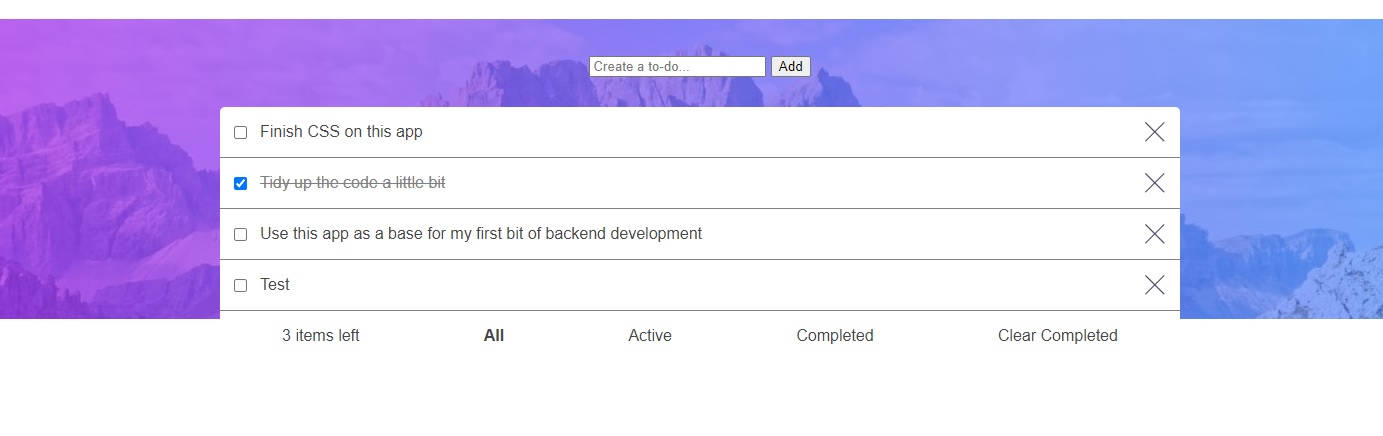 Create a to-do... Add
Finish CSS on this app
Tidy up the code a little bit
Use this app as a base for my first bit of backend development
Test
3 items left All Active Completed Clear Completed